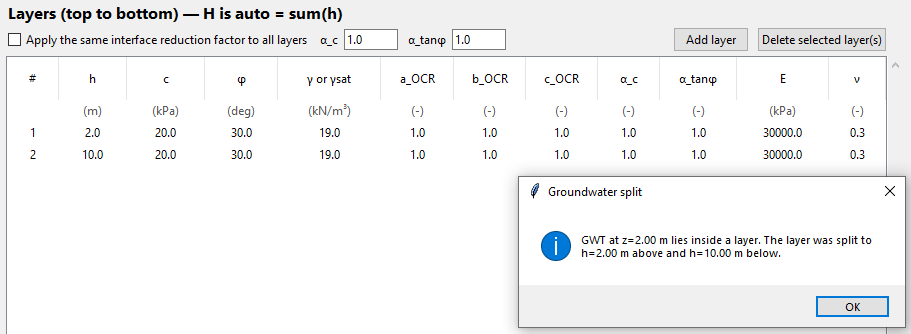 Layers (top to bottom) — H is auto = sum(h)
Apply the same interface reduction factor to all layers α_c 1.0 α_tanφ 1.0 Add layer Delete selected layer(s)
# h c φ γ or γsat a_OCR b_OCR c_OCR α_c α_tanφ E ν
(m) (kPa) (deg) (kN/m³) (-) (-) (-) (-) (-) (kPa) (-)
1 2.0 20.0 30.0 19.0 1.0 1.0 1.0 1.0 1.0 30000.0 0.3
2 10.0 20.0 30.0 19.0 1.0 1.0 1.0 1.0 1.0 30000.0 0.3
Groundwater split
GWT at z=2.00 m lies inside a layer. The layer was split to
h=2.00 m above and h=10.00 m below.
OK